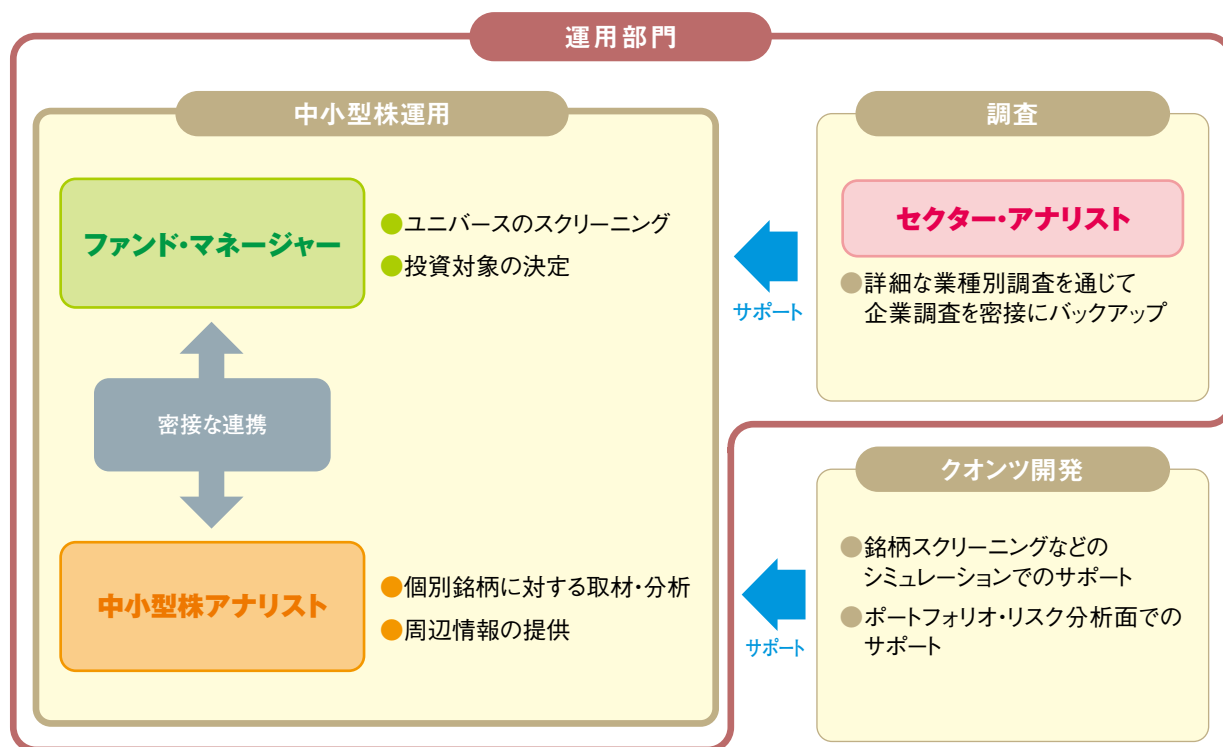 運用部門
中小型株運用
ファンド・マネージャー
●ユニバースのスクリーニング
●投資対象の決定
密接な連携
中小型株アナリスト
●個別銘柄に対する取材・分析
●周辺情報の提供
サポート
調査
セクター・アナリスト
●詳細な業種別調査を通じて
企業調査を密接にバックアップ
サポート
クオンツ開発
●銘柄スクリーニングなどの
シミュレーションでのサポート
●ポートフォリオ・リスク分析面での
サポート